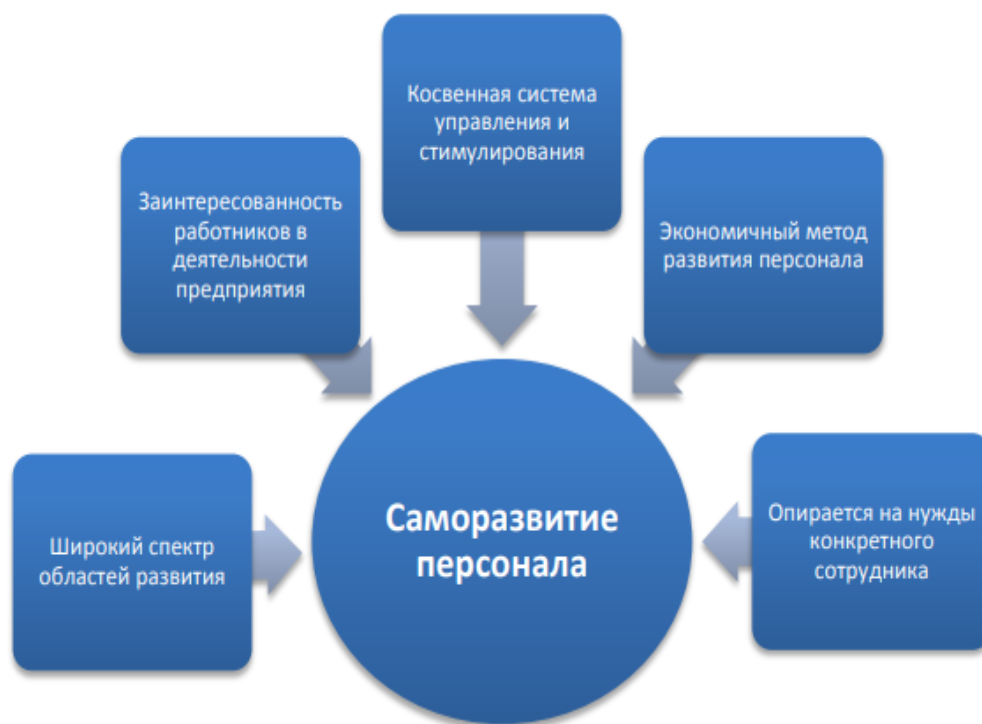 Косвенная система
управления и
стимулирования
Заинтересованность
работников в
деятельности
предприятия
Экономичный метод
развития персонала
Широкий спектр
областей развития
Саморазвитие
персонала
Опирается на нужды
конкретного
сотрудника